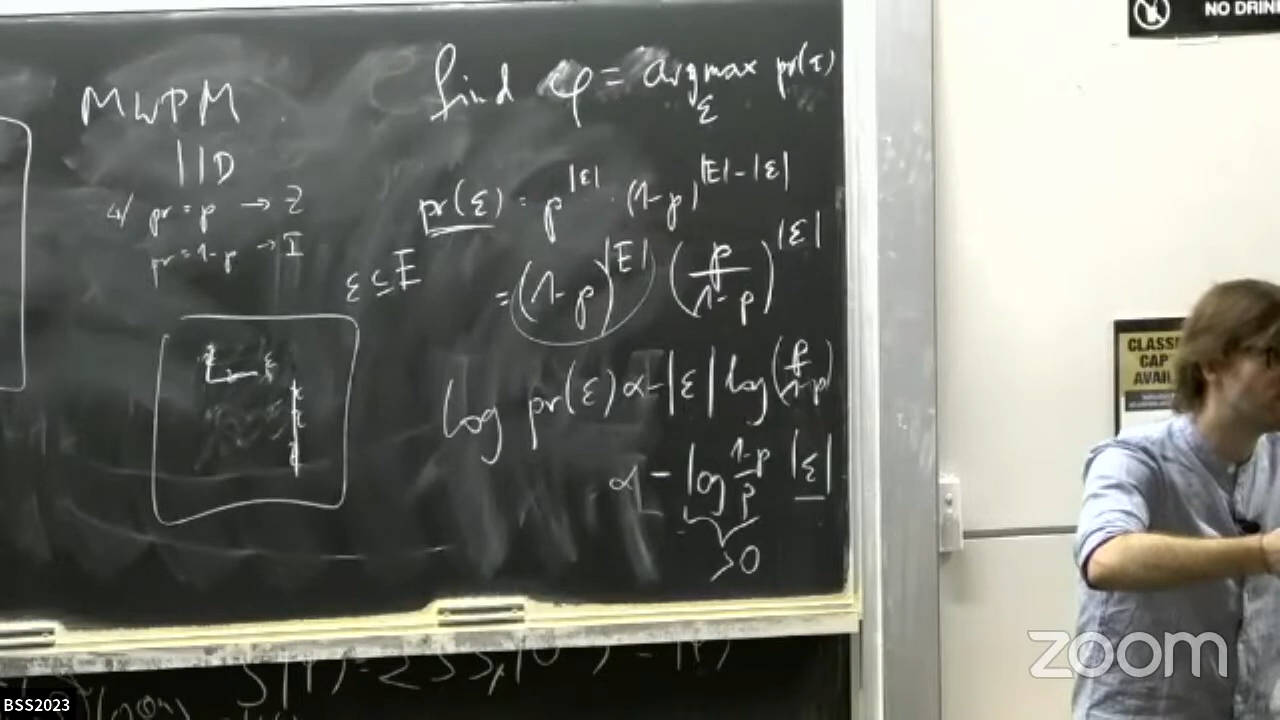 MWPM
IID
w/ pr = p → Z
pr = 1-p → I
find φ = argmax pr(ε)
ε
pr(ε) = p^|ε| · (1-p)^|E|-|ε|
ε ⊆ E
= (1-p)^|E| (p/1-p)^|ε|
log pr(ε) α - |ε| log(p/1-p)
α - log 1-p/p |ε|
>0
NO DRIN
CLASS
CAP
AVAIL
zoom
BSS2023